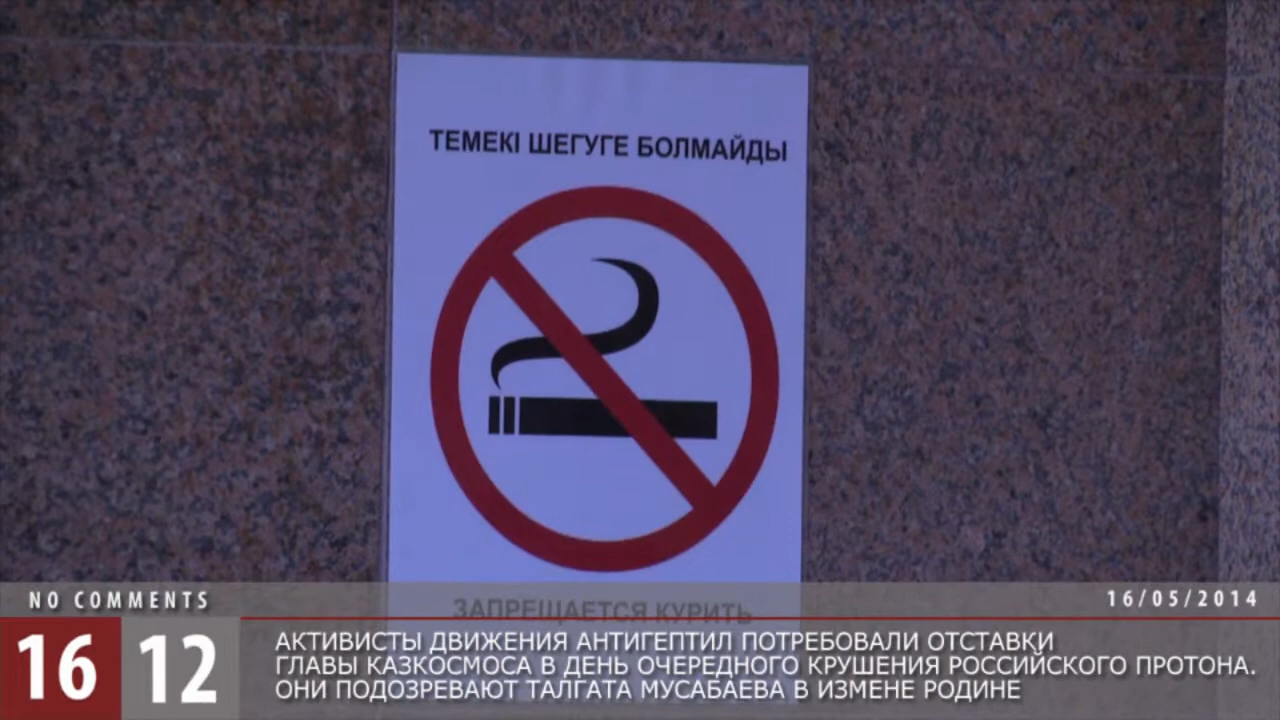 ТЕМЕКІ ШЕГУГЕ БОЛМАЙДЫ
ЗАПРЕЩАЕТСЯ КУРИТЬ
NO COMMENTS
16/05/2014
16 12
АКТИВИСТЫ ДВИЖЕНИЯ АНТИГЕПТИЛ ПОТРЕБОВАЛИ ОТСТАВКИ
ГЛАВЫ КАЗКОСМОСА В ДЕНЬ ОЧЕРЕДНОГО КРУШЕНИЯ РОССИЙСКОГО ПРОТОНА.
ОНИ ПОДОЗРЕВАЮТ ТАЛГАТА МУСАБАЕВА В ИЗМЕНЕ РОДИНЕ